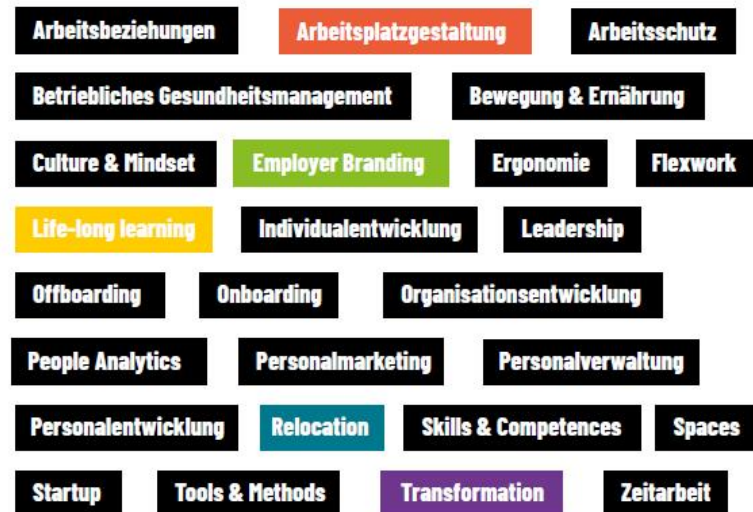 Arbeitsbeziehungen Arbeitsplatzgestaltung Arbeitsschutz
Betriebliches Gesundheitsmanagement Bewegung & Ernährung
Culture & Mindset Employer Branding Ergonomie Flexwork
Life-long learning Individualentwicklung Leadership
Offboarding Onboarding Organisationsentwicklung
People Analytics Personalmarketing Personalverwaltung
Personalentwicklung Relocation Skills & Competences Spaces
Startup Tools & Methods Transformation Zeitarbeit